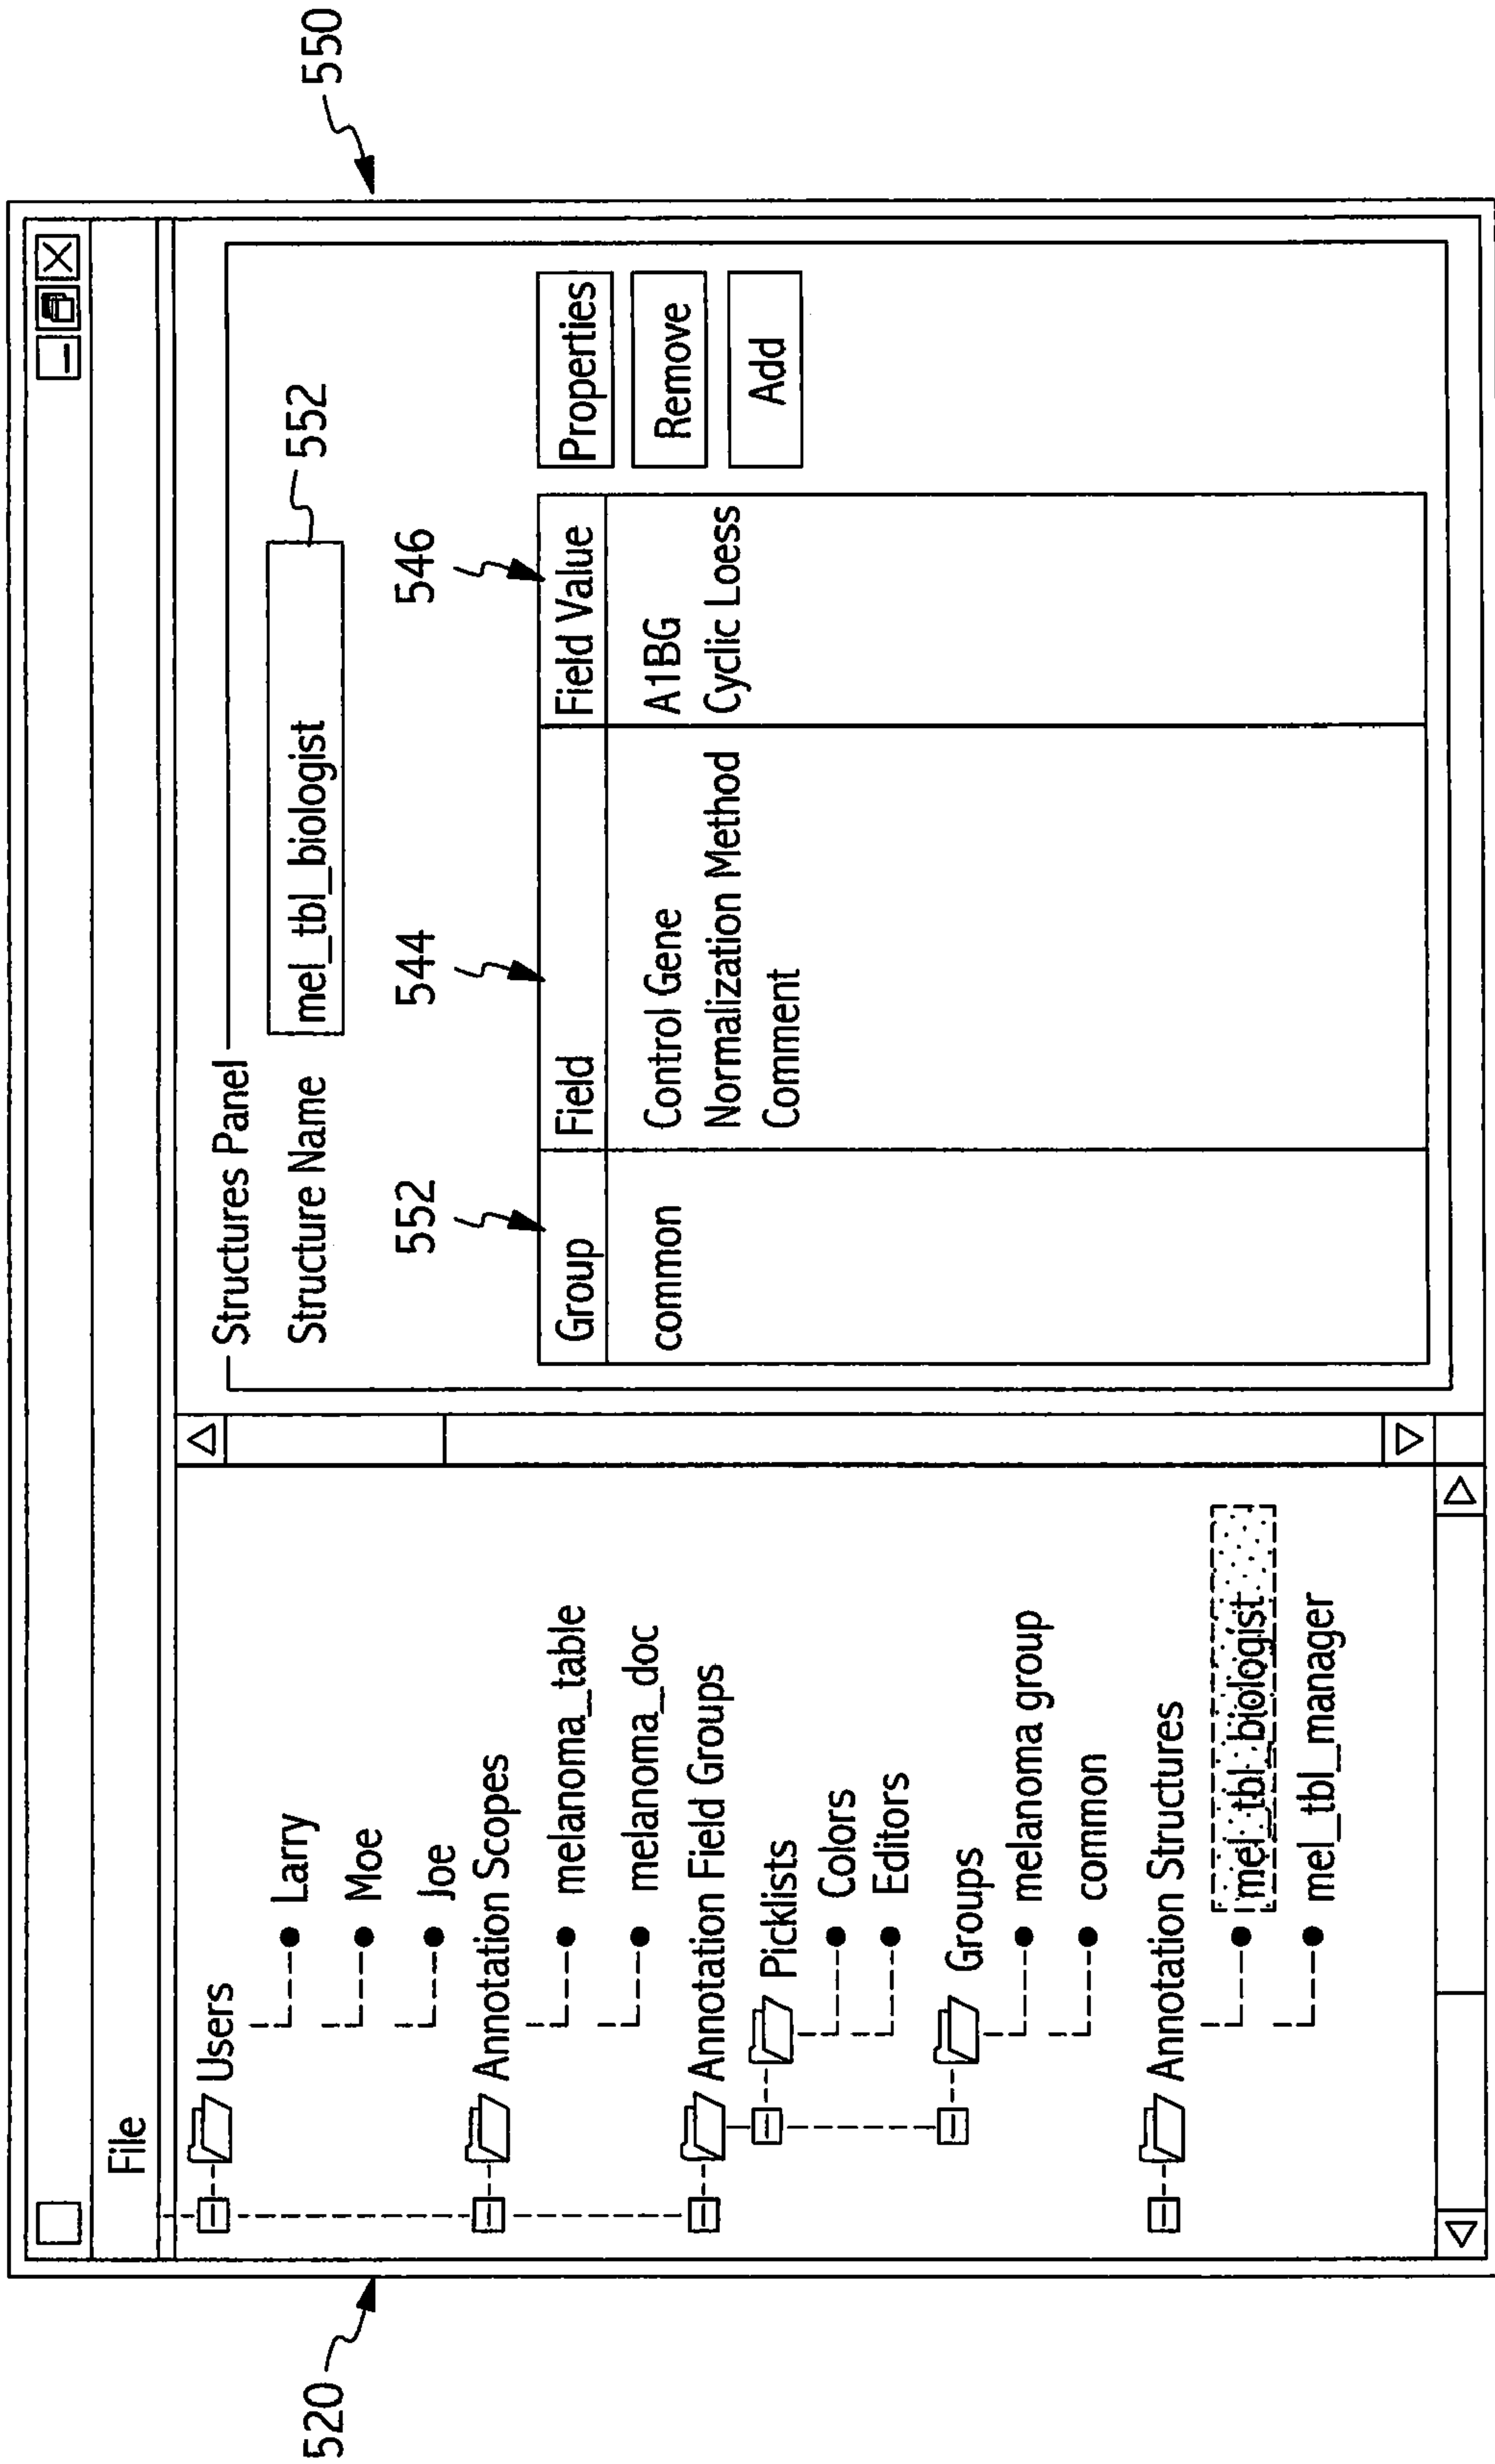 520
550
File
Users
Larry
Moe
Joe
Annotation Scopes
melanoma_table
melanoma_doc
Annotation Field Groups
Picklists
Colors
Editors
Groups
melanoma group
common
Annotation Structures
mel_tbl_biologist
mel_tbl_manager
Structures Panel
Structure Name mel_tbl_biologist
552
552 544 546
Group Field Field Value
common Control Gene A1BG
Normalization Method Cyclic Loess
Comment
Properties
Remove
Add